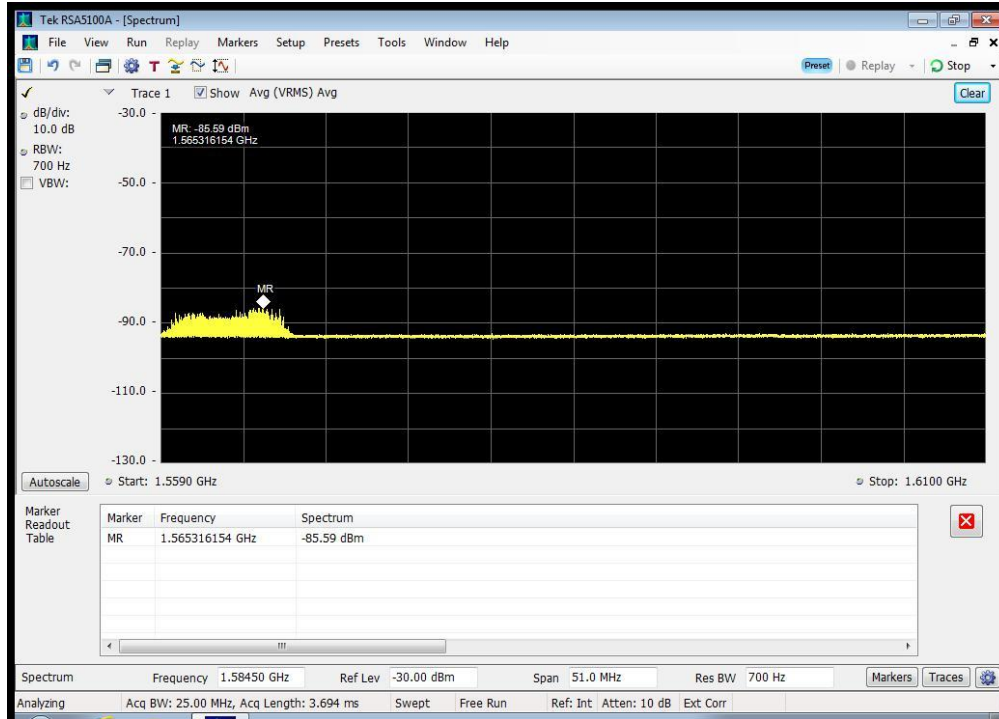 Tek RSA5100A - [Spectrum]
File View Run Replay Markers Setup Presets Tools Window Help
Preset Replay Stop
Trace 1 Show Avg (VRMS) Avg Clear
dB/div:
10.0 dB
RBW:
700 Hz
VBW:
-30.0
-50.0
-70.0
-90.0
-110.0
-130.0
MR: -85.59 dBm
1.565316154 GHz
MR
Autoscale Start: 1.5590 GHz Stop: 1.6100 GHz
Marker
Readout
Table
Marker Frequency Spectrum
MR 1.565316154 GHz -85.59 dBm
Spectrum Frequency 1.58450 GHz Ref Lev -30.00 dBm Span 51.0 MHz Res BW 700 Hz Markers Traces
Analyzing Acq BW: 25.00 MHz, Acq Length: 3.694 ms Swept Free Run Ref: Int Atten: 10 dB Ext Corr